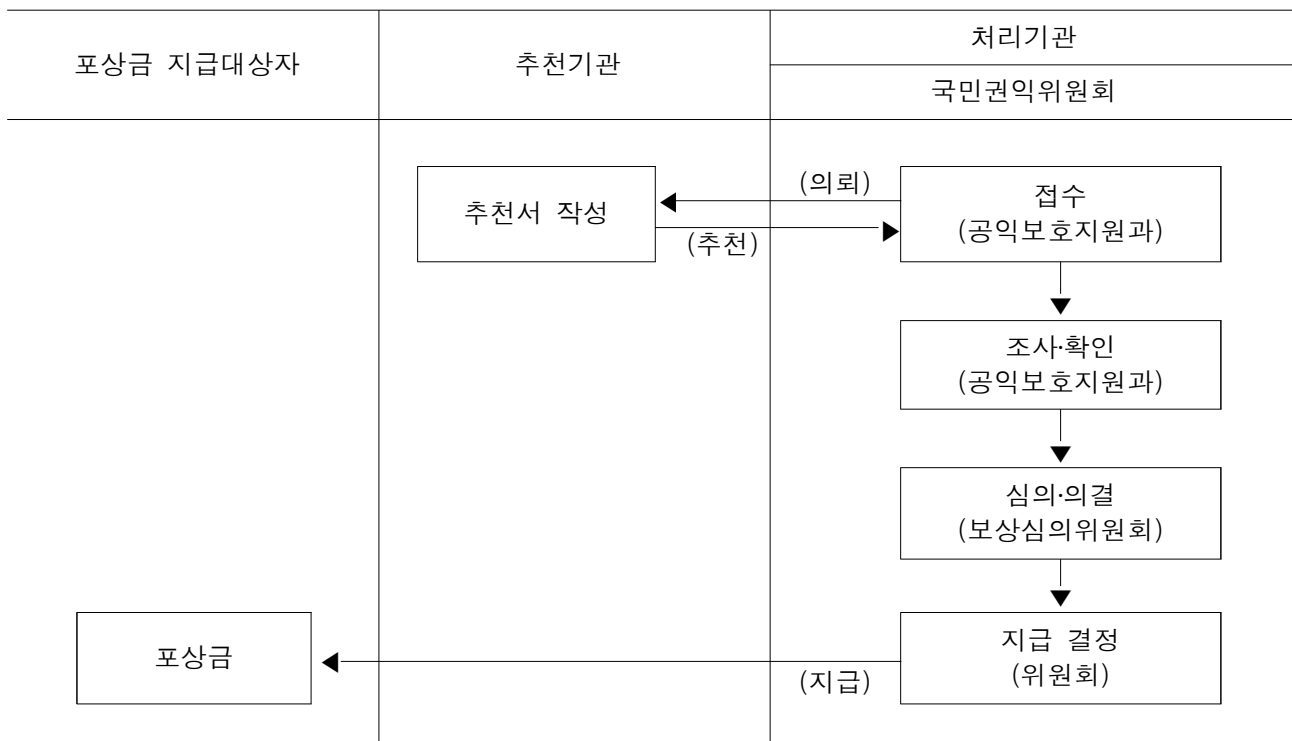 포상금 지급대상자
추천기관
처리기관
국민권익위원회
추천서 작성
(의뢰)
(추천)
접수
(공익보호지원과)
조사·확인
(공익보호지원과)
심의·의결
(보상심의위원회)
포상금
(지급)
지급 결정
(위원회)